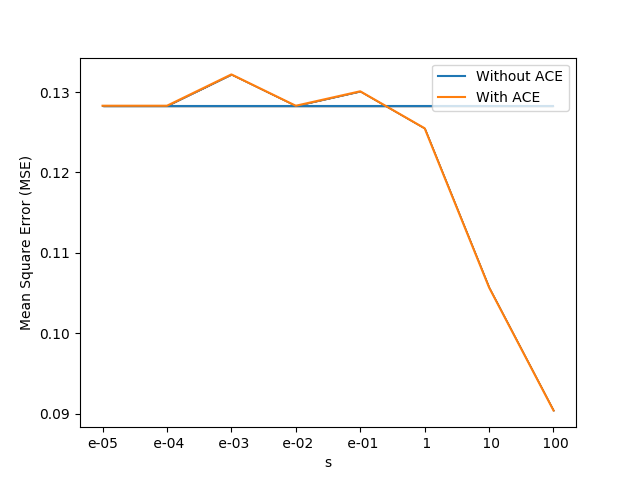 Without ACE
With ACE
0.13
0.12
0.11
0.10
0.09
Mean Square Error (MSE)
e-05 e-04 e-03 e-02 e-01 1 10 100
s